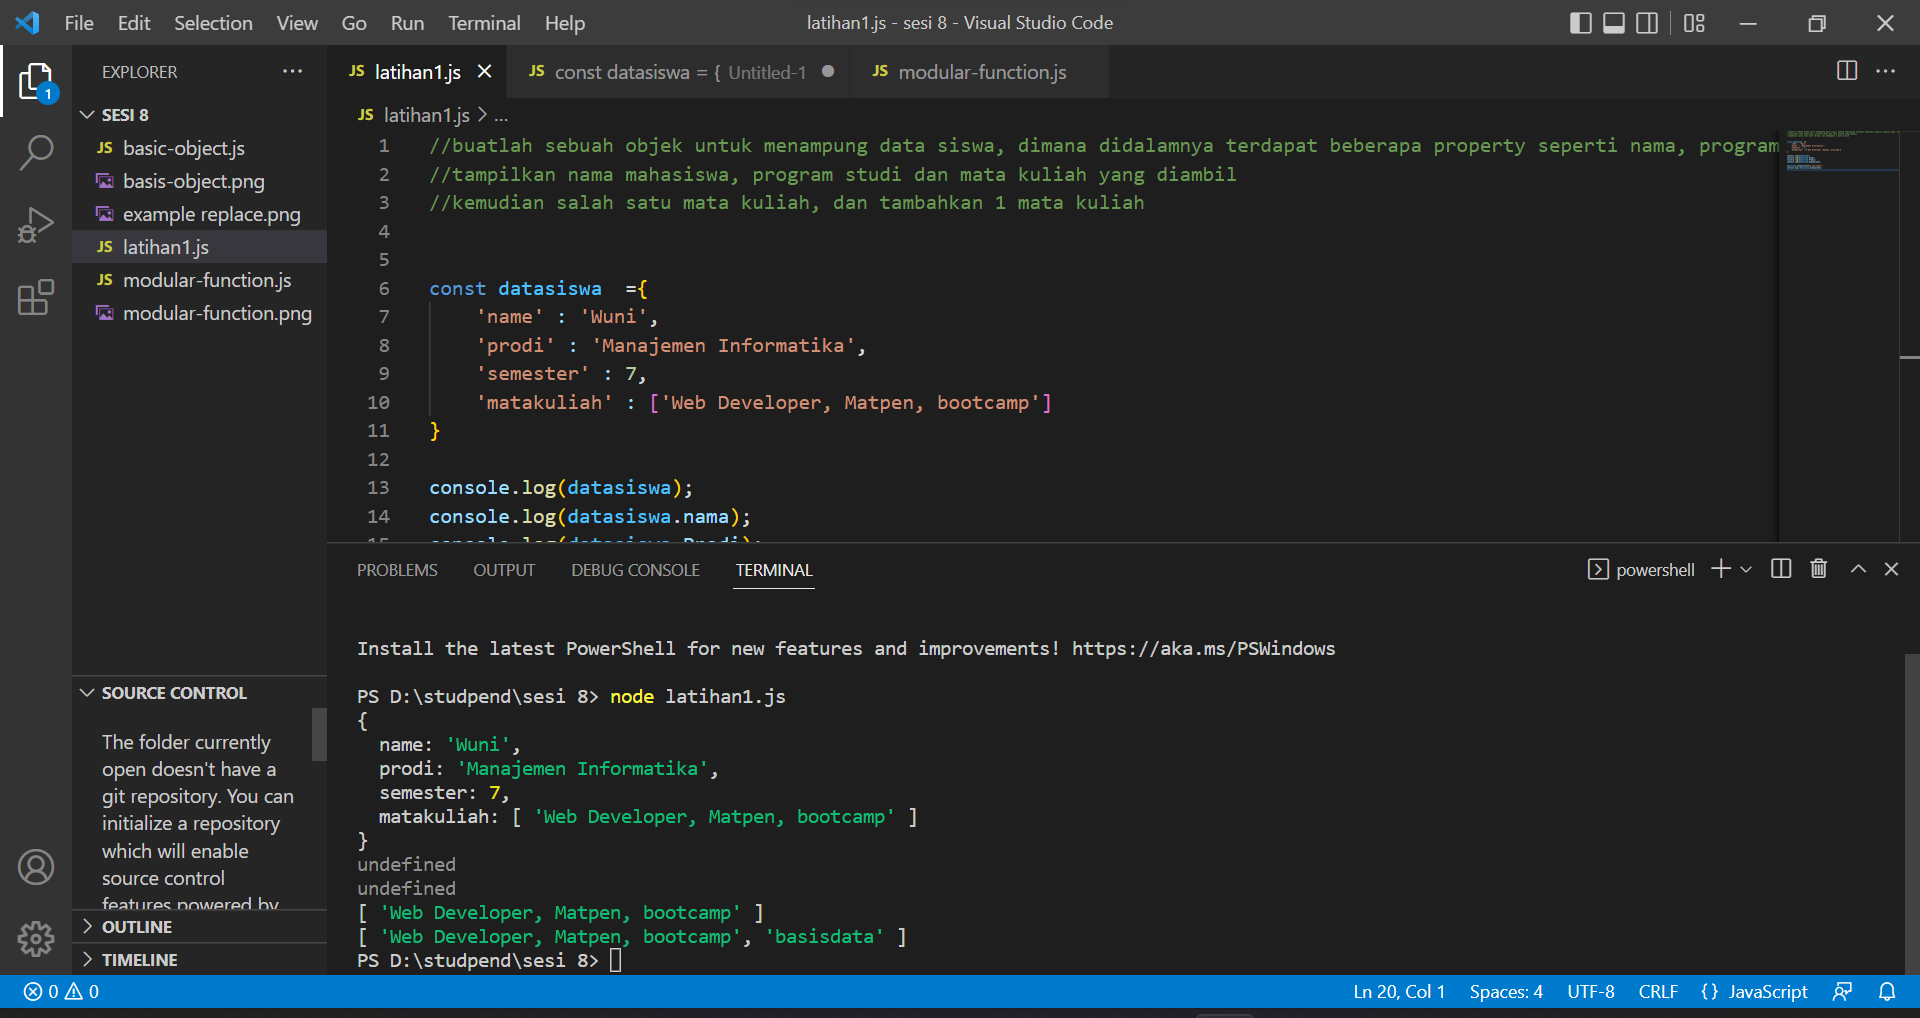 File Edit Selection View Go Run Terminal Help latihan1.js - sesi 8 - Visual Studio Code
1
EXPLORER
SESI 8
JS basic-object.js
basis-object.png
example replace.png
JS latihan1.js
JS modular-function.js
modular-function.png
SOURCE CONTROL
The folder currently
open doesn't have a
git repository. You can
initialize a repository
which will enable
source control
features powered by
OUTLINE
TIMELINE
JS latihan1.js JS const datasiswa = { Untitled-1 JS modular-function.js
JS latihan1.js > ...
1 //buatlah sebuah objek untuk menampung data siswa, dimana didalamnya terdapat beberapa property seperti nama, program
2 //tampilkan nama mahasiswa, program studi dan mata kuliah yang diambil
3 //kemudian salah satu mata kuliah, dan tambahkan 1 mata kuliah
4
5
6 const datasiswa  ={
7     'name' : 'Wuni',
8     'prodi' : 'Manajemen Informatika',
9     'semester' : 7,
10     'matakuliah' : ['Web Developer, Matpen, bootcamp']
11 }
12
13 console.log(datasiswa);
14 console.log(datasiswa.nama);
15 console.log(datasiswa.Prodi);
PROBLEMS OUTPUT DEBUG CONSOLE TERMINAL powershell
Install the latest PowerShell for new features and improvements! https://aka.ms/PSWindows
PS D:\studpend\sesi 8> node latihan1.js
{
  name: 'Wuni',
  prodi: 'Manajemen Informatika',
  semester: 7,
  matakuliah: [ 'Web Developer, Matpen, bootcamp' ]
}
undefined
undefined
[ 'Web Developer, Matpen, bootcamp' ]
[ 'Web Developer, Matpen, bootcamp', 'basisdata' ]
PS D:\studpend\sesi 8>
0 0 Ln 20, Col 1 Spaces: 4 UTF-8 CRLF {} JavaScript